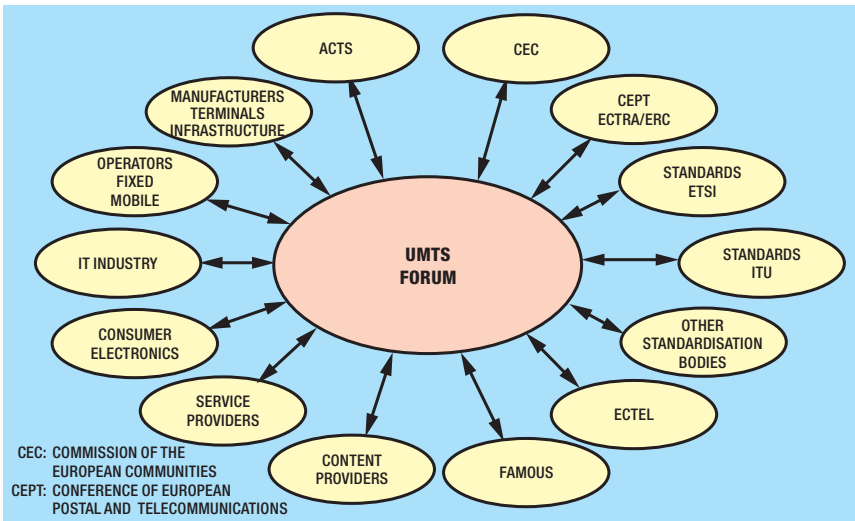 ACTS
CEC
MANUFACTURERS
TERMINALS
INFRASTRUCTURE
CEPT
ECTRA/ERC
OPERATORS
FIXED
MOBILE
STANDARDS
ETSI
UMTS
FORUM
IT INDUSTRY
STANDARDS
ITU
CONSUMER
ELECTRONICS
OTHER
STANDARDISATION
BODIES
SERVICE
PROVIDERS
ECTEL
CONTENT
PROVIDERS
FAMOUS
CEC: COMMISSION OF THE
EUROPEAN COMMUNITIES
CEPT: CONFERENCE OF EUROPEAN
POSTAL AND TELECOMMUNICATIONS